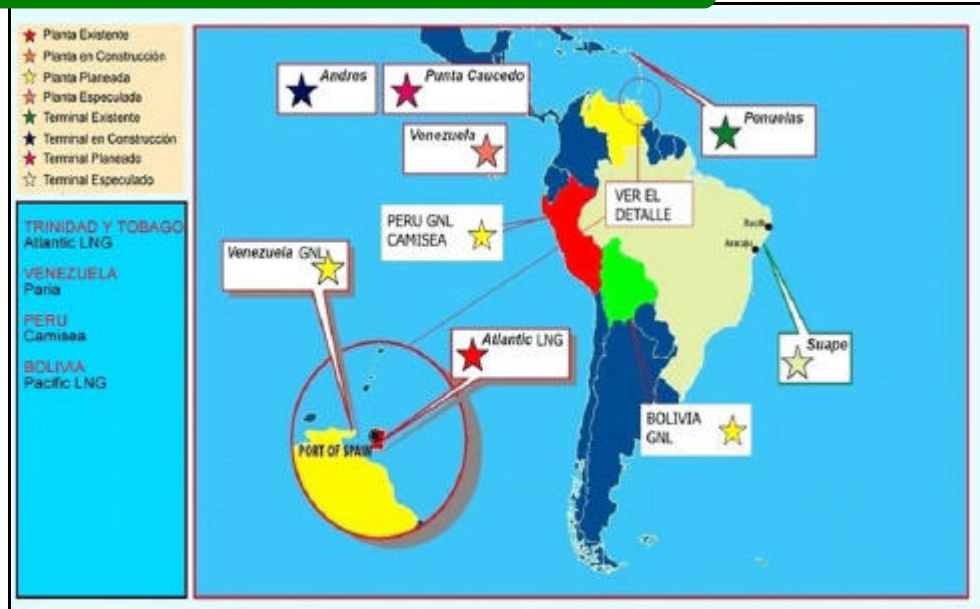 Planta Existente
Planta en Construcción
Planta Planeada
Planta Especulada
Terminal Existente
Terminal en Construcción
Terminal Planeado
Terminal Especulado
TRINIDAD Y TOBAGO
Atlantic LNG
VENEZUELA
Paria
PERU
Camisea
BOLIVIA
Pacific LNG
Andres
Punta Caucedo
Venezuela
Penuelas
VER EL
DETALLE
PERU GNL
CAMISEA
Venezuela GNL
Atlantic LNG
PORT OF SPAIN
Suape
BOLIVIA
GNL